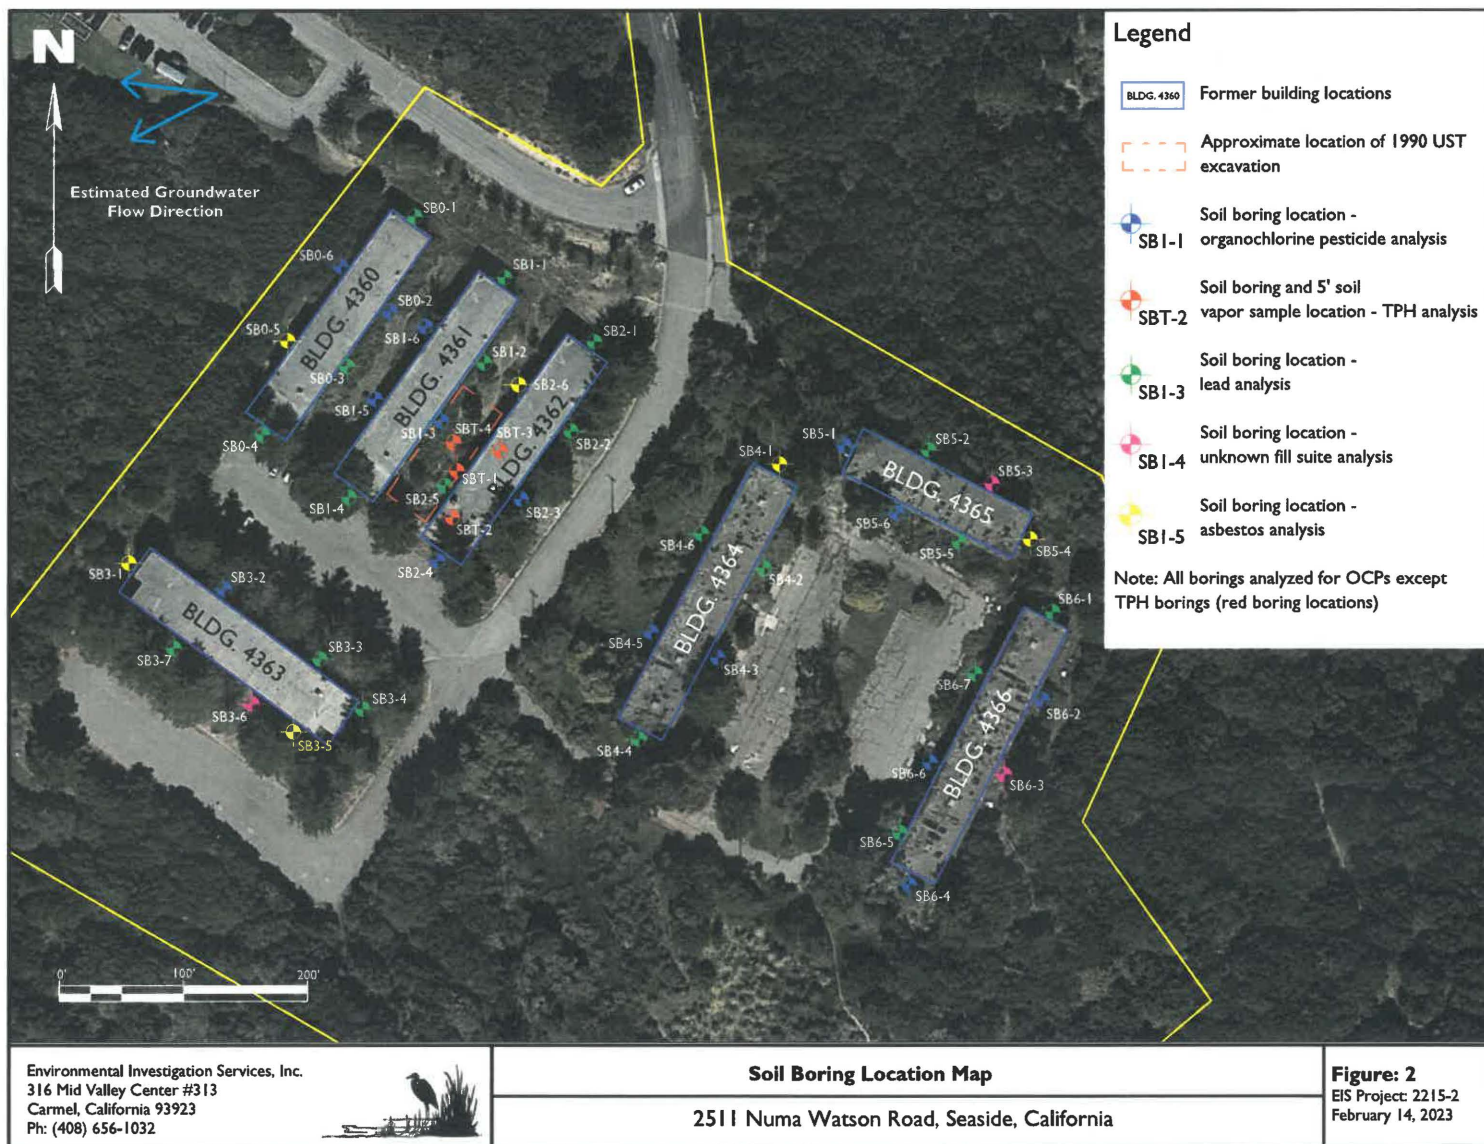 N
Estimated Groundwater
Flow Direction
SB0-1
SB0-6
BLDG. 4360
SB0-2
SB0-5
SB0-3
SB0-4
SB1-1
SB1-6
BLDG. 4361
SB1-2
SB1-5
SB1-3
SB1-4
SB2-1
SB2-6
BLDG. 4362
SBT-4
SBT-3
SB2-2
SBT-1
SB2-5
SB2-3
SBT-2
SB2-4
SB3-1
SB3-2
BLDG. 4363
SB3-7
SB3-3
SB3-6
SB3-4
SB3-5
SB4-1
SB4-6
BLDG. 4364
SB4-2
SB4-5
SB4-3
SB4-4
SB5-1
SB5-2
SB5-3
BLDG. 4365
SB5-6
SB5-5
SB5-4
SB6-1
SB6-7
BLDG. 4366
SB6-2
SB6-6
SB6-3
SB6-5
SB6-4
0'
100'
200'
Legend
BLDG. 4360
Former building locations
Approximate location of 1990 UST
excavation
SB1-1
Soil boring location -
organochlorine pesticide analysis
SBT-2
Soil boring and 5' soil
vapor sample location - TPH analysis
SB1-3
Soil boring location -
lead analysis
SB1-4
Soil boring location -
unknown fill suite analysis
SB1-5
Soil boring location -
asbestos analysis
Note: All borings analyzed for OCPs except
TPH borings (red boring locations)
Environmental Investigation Services, Inc.
316 Mid Valley Center #313
Carmel, California 93923
Ph: (408) 656-1032
Soil Boring Location Map
2511 Numa Watson Road, Seaside, California
Figure: 2
EIS Project: 2215-2
February 14, 2023